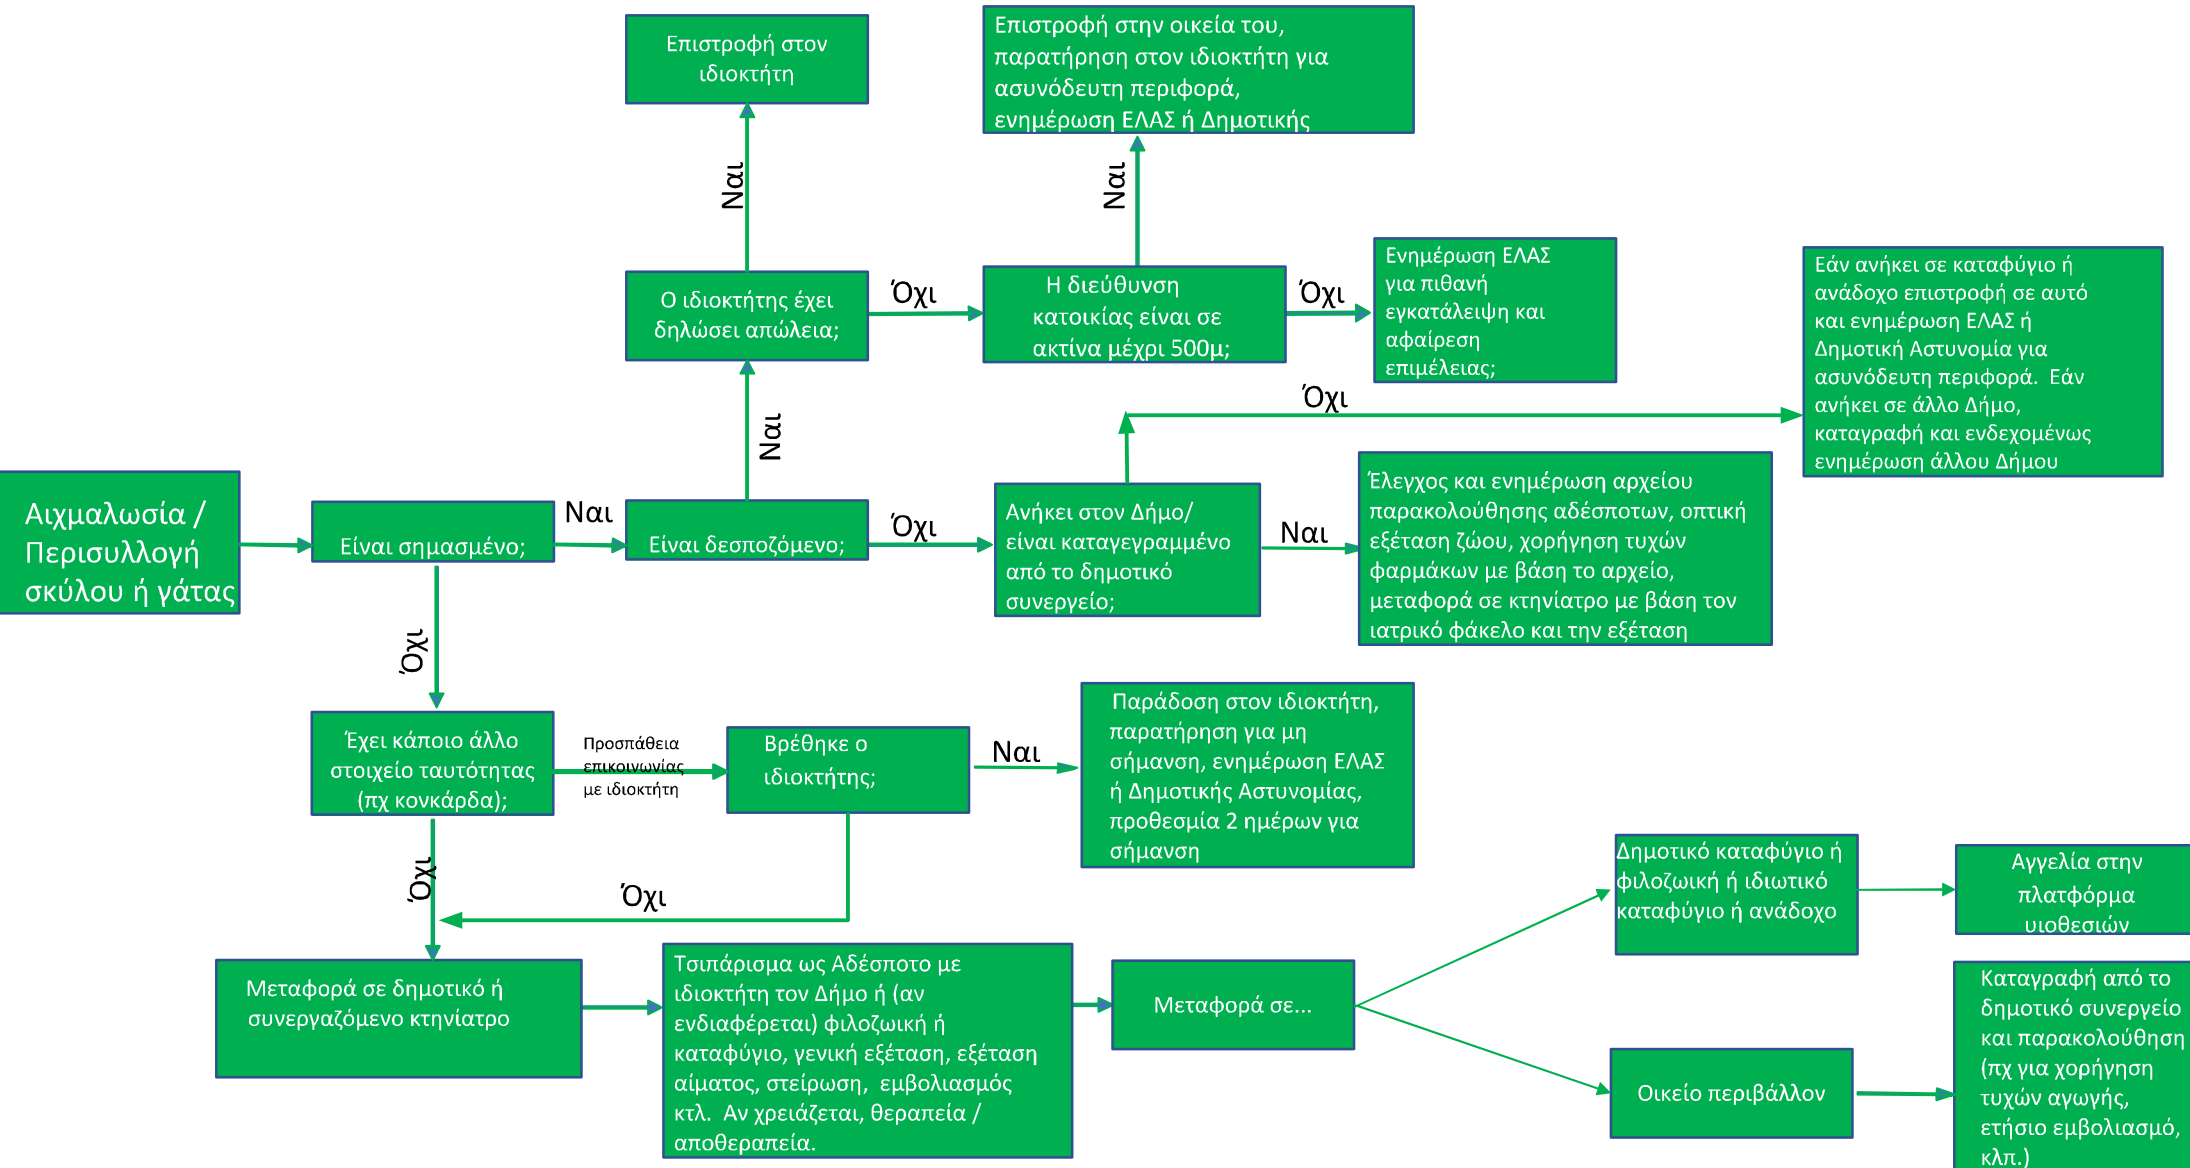 Επιστροφή στον
ιδιοκτήτη
Επιστροφή στην οικεία του,
παρατήρηση στον ιδιοκτήτη για
ασυνόδευτη περιφορά,
ενημέρωση ΕΛΑΣ ή Δημοτικής
Ναι
Ναι
Ο ιδιοκτήτης έχει
δηλώσει απώλεια;
Όχι
Η διεύθυνση
κατοικίας είναι σε
ακτίνα μέχρι 500μ;
Όχι
Ενημέρωση ΕΛΑΣ
για πιθανή
εγκατάλειψη και
αφαίρεση
επιμέλειας;
Εάν ανήκει σε καταφύγιο ή
ανάδοχο επιστροφή σε αυτό
και ενημέρωση ΕΛΑΣ ή
Δημοτική Αστυνομία για
ασυνόδευτη περιφορά.  Εάν
ανήκει σε άλλο Δήμο,
καταγραφή και ενδεχομένως
ενημέρωση άλλου Δήμου
Ναι
Όχι
Αιχμαλωσία /
Περισυλλογή
σκύλου ή γάτας
Είναι σημασμένο;
Ναι
Είναι δεσποζόμενο;
Όχι
Ανήκει στον Δήμο/
είναι καταγεγραμμένο
από το δημοτικό
συνεργείο;
Ναι
Έλεγχος και ενημέρωση αρχείου
παρακολούθησης αδέσποτων, οπτική
εξέταση ζώου, χορήγηση τυχών
φαρμάκων με βάση το αρχείο,
μεταφορά σε κτηνίατρο με βάση τον
ιατρικό φάκελο και την εξέταση
Όχι
Έχει κάποιο άλλο
στοιχείο ταυτότητας
(πχ κονκάρδα);
Προσπάθεια
επικοινωνίας
με ιδιοκτήτη
Βρέθηκε ο
ιδιοκτήτης;
Ναι
Παράδοση στον ιδιοκτήτη,
παρατήρηση για μη
σήμανση, ενημέρωση ΕΛΑΣ
ή Δημοτικής Αστυνομίας,
προθεσμία 2 ημέρων για
σήμανση
Όχι
Όχι
Μεταφορά σε δημοτικό ή
συνεργαζόμενο κτηνίατρο
Τσιπάρισμα ως Αδέσποτο με
ιδιοκτήτη τον Δήμο ή (αν
ενδιαφέρεται) φιλοζωική ή
καταφύγιο, γενική εξέταση, εξέταση
αίματος, στείρωση,  εμβολιασμός
κτλ.  Αν χρειάζεται, θεραπεία /
αποθεραπεία.
Μεταφορά σε...
Δημοτικό καταφύγιο ή
φιλοζωική ή ιδιωτικό
καταφύγιο ή ανάδοχο
Αγγελία στην
πλατφόρμα
υιοθεσιών
Οικείο περιβάλλον
Καταγραφή από το
δημοτικό συνεργείο
και παρακολούθηση
(πχ για χορήγηση
τυχών αγωγής,
ετήσιο εμβολιασμό,
κλπ.)